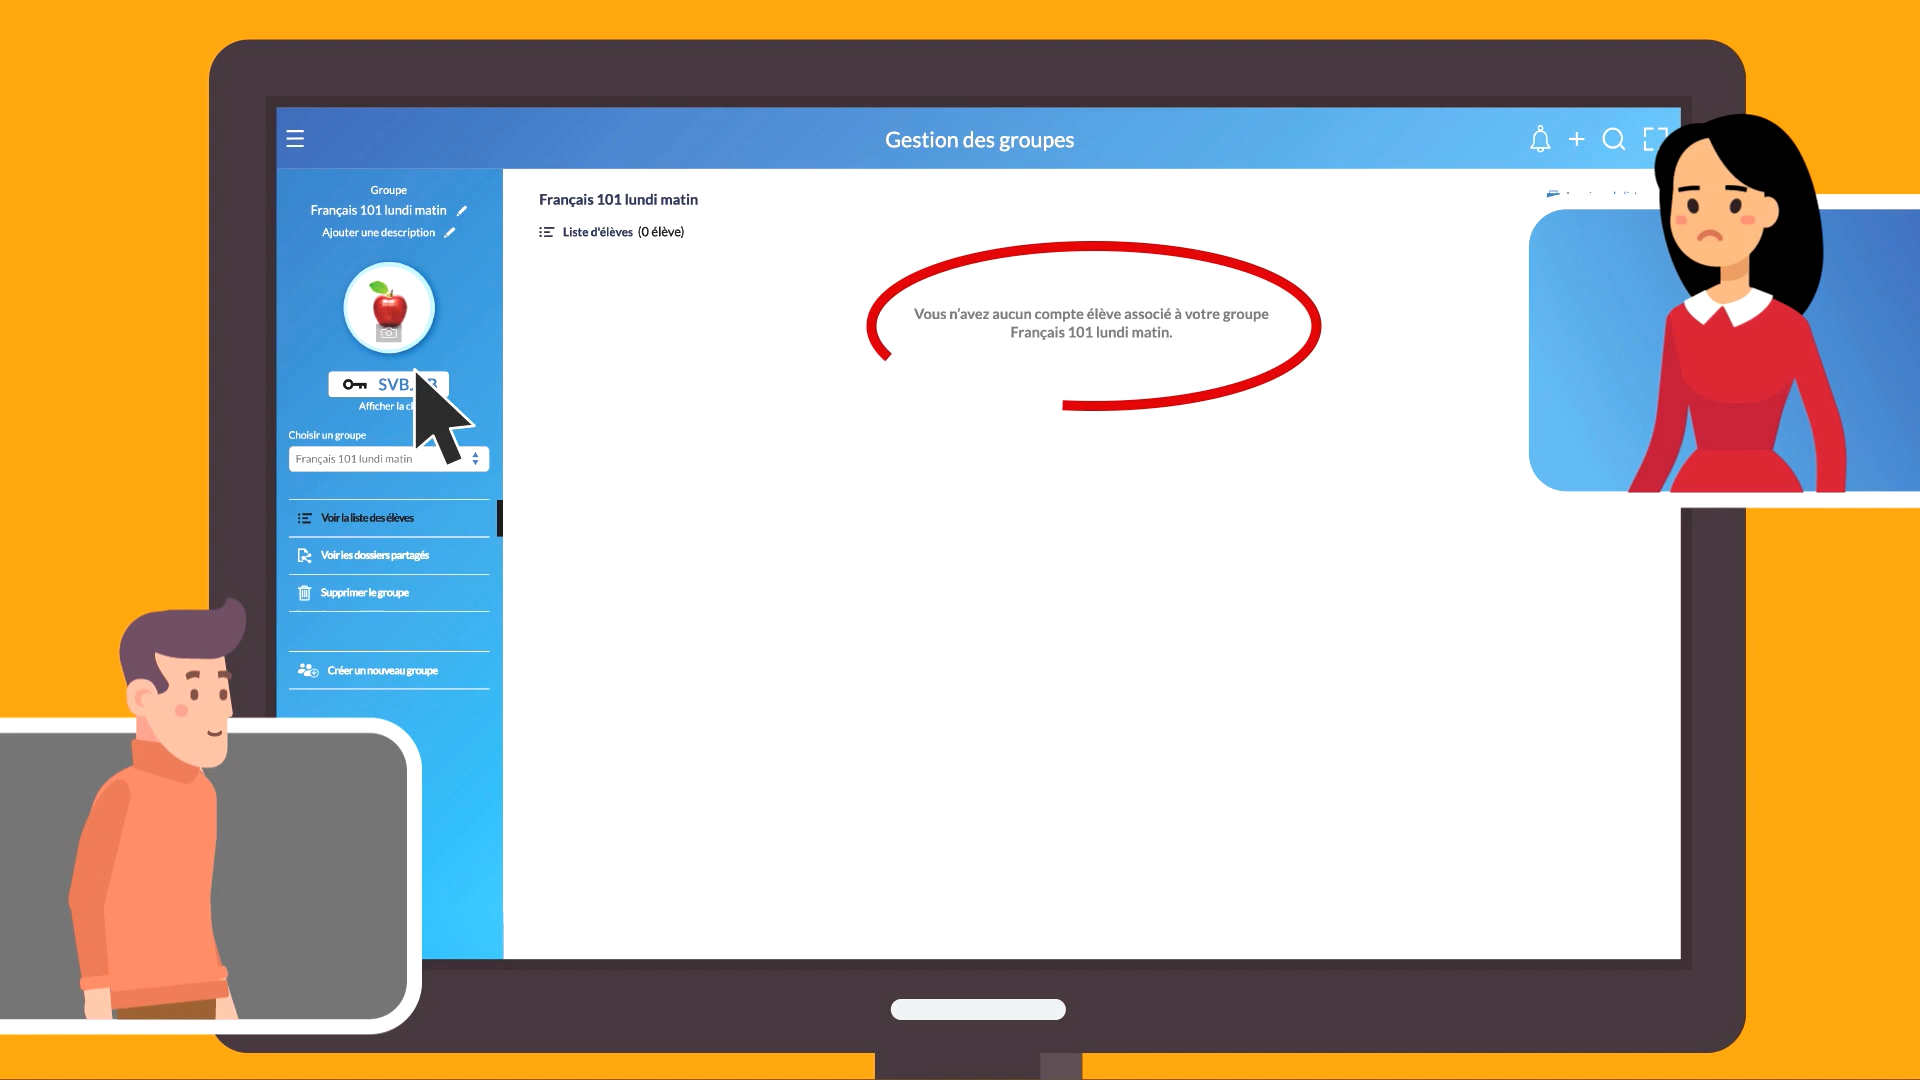 Gestion des groupes
Groupe
Français 101 lundi matin
Ajouter une description
Afficher la
Choisir un groupe
Français 101 lundi matin
Voir la liste des élèves
Voir les dossiers partagés
Supprimer le groupe
Créer un nouveau groupe
Français 101 lundi matin
Liste d'élèves (0 élève)
Vous n'avez aucun compte élève associé à votre groupe
Français 101 lundi matin.